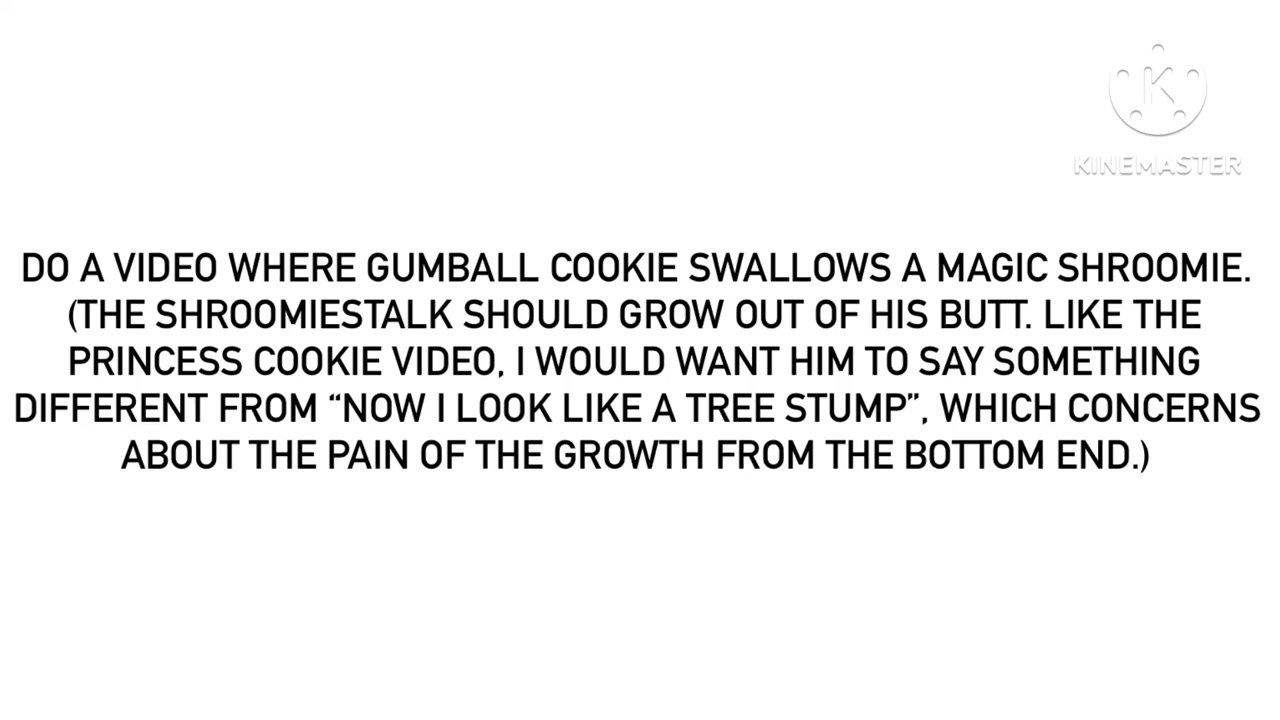 KINEMASTER
DO A VIDEO WHERE GUMBALL COOKIE SWALLOWS A MAGIC SHROOMIE.
(THE SHROOMIESTALK SHOULD GROW OUT OF HIS BUTT. LIKE THE
PRINCESS COOKIE VIDEO, I WOULD WANT HIM TO SAY SOMETHING
DIFFERENT FROM “NOW I LOOK LIKE A TREE STUMP”, WHICH CONCERNS
ABOUT THE PAIN OF THE GROWTH FROM THE BOTTOM END.)